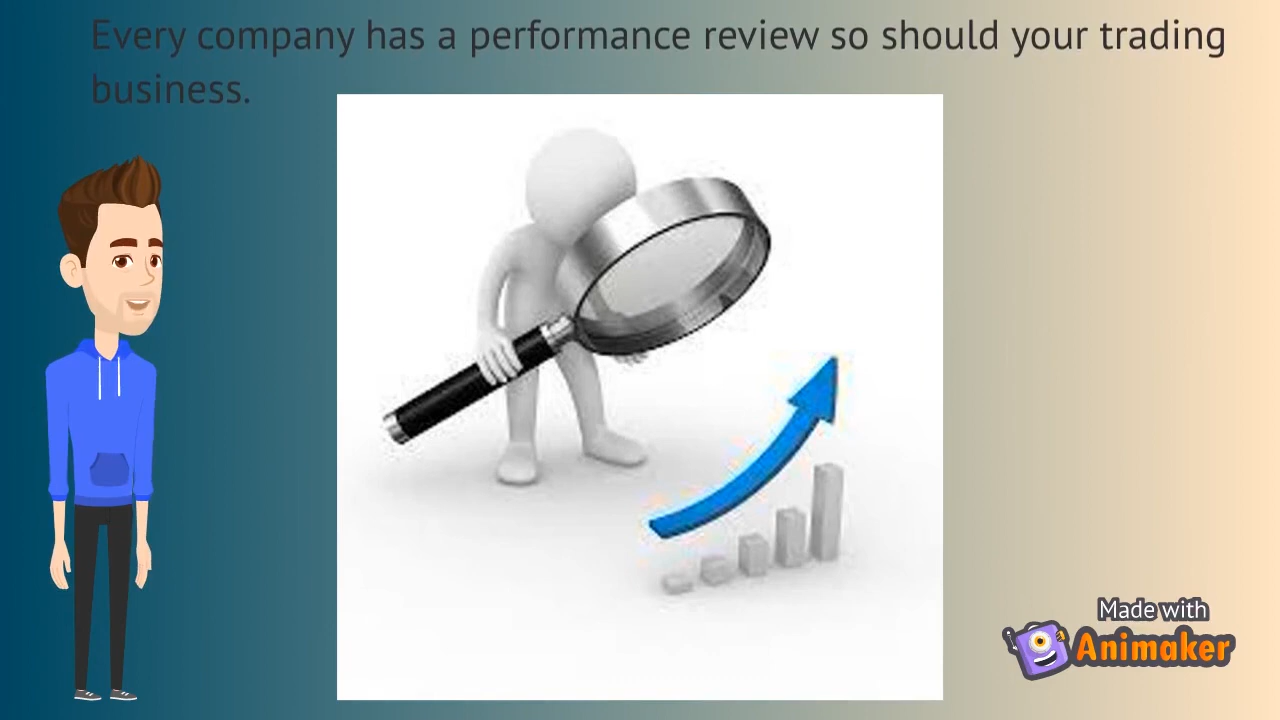 Every company has a performance review so should your trading
business.
Made with
Animaker